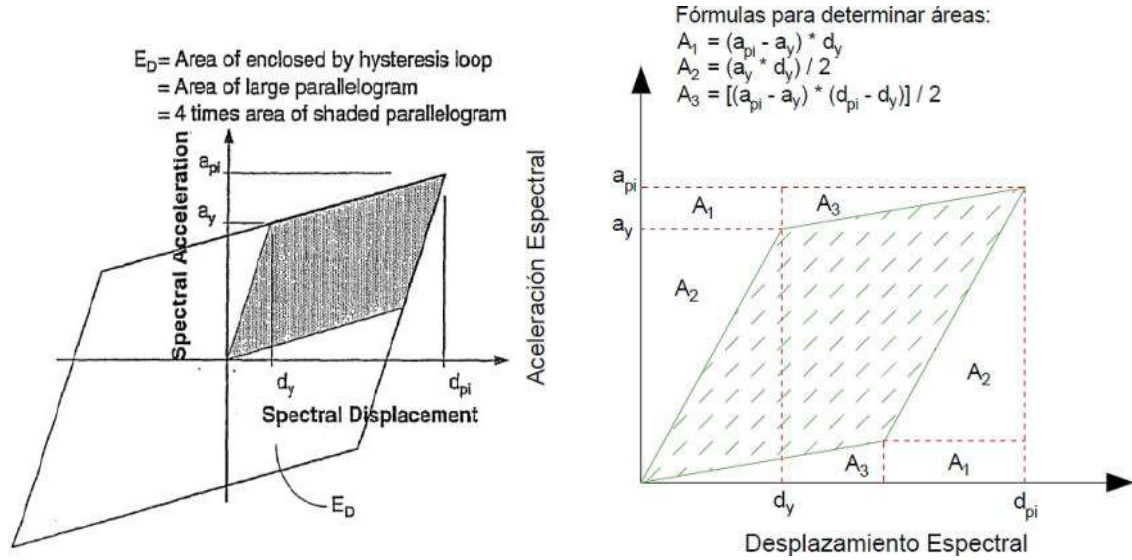 E_D= Area of enclosed by hysteresis loop
= Area of large parallelogram
= 4 times area of shaded parallelogram
Spectral Acceleration
a_pi
a_y
d_y
d_pi
Spectral Displacement
E_D
Fórmulas para determinar áreas:
A_1 = (a_pi - a_y) * d_y
A_2 = (a_y * d_y) / 2
A_3 = [(a_pi - a_y) * (d_pi - d_y)] / 2
Aceleración Espectral
a_pi
A_1
A_3
a_y
A_2
A_2
A_3
A_1
d_y
d_pi
Desplazamiento Espectral